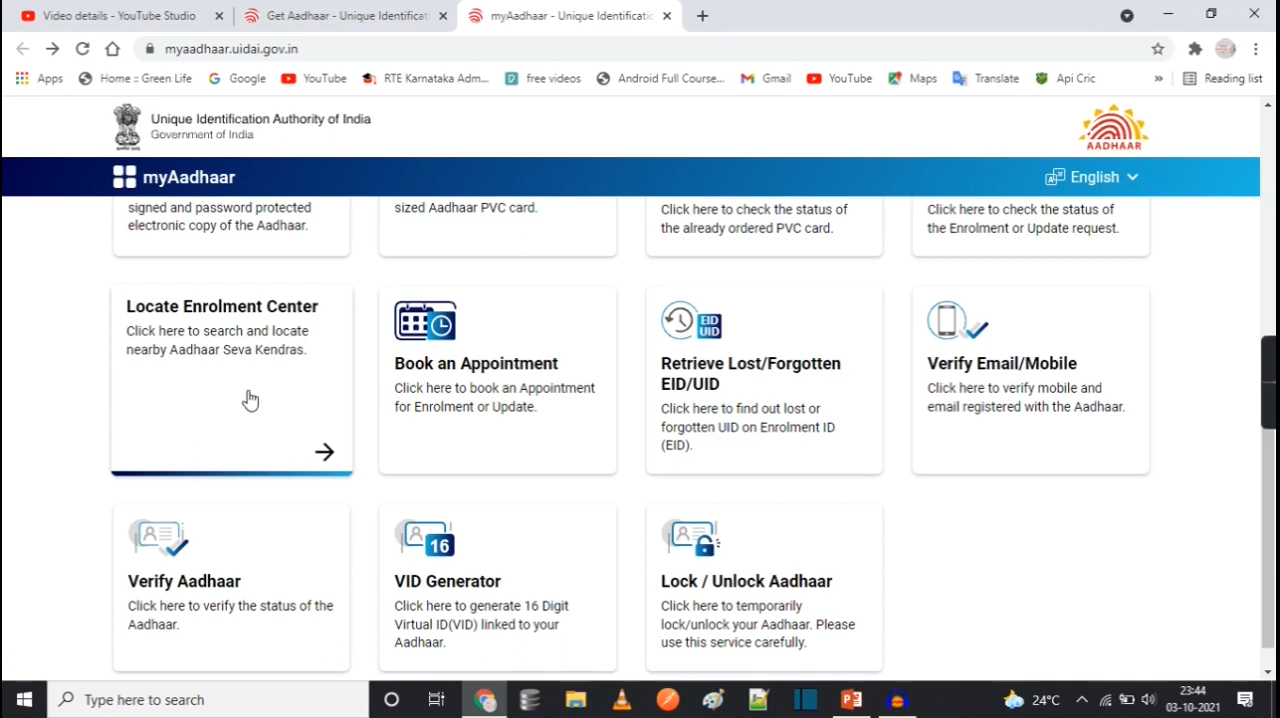 Video details - YouTube Studio
Get Aadhaar - Unique Identificati
myAadhaar - Unique Identificatio
myaadhaar.uidai.gov.in
Apps
Home :: Green Life
Google
YouTube
RTE Karnataka Adm...
free videos
Android Full Course...
Gmail
YouTube
Maps
Translate
Api Cric
»
Reading list
Unique Identification Authority of India
Government of India
AADHAAR
myAadhaar
English
signed and password protected
electronic copy of the Aadhaar.
sized Aadhaar PVC card.
Click here to check the status of
the already ordered PVC card.
Click here to check the status of
the Enrolment or Update request.
Locate Enrolment Center
Click here to search and locate
nearby Aadhaar Seva Kendras.
Book an Appointment
Click here to book an Appointment
for Enrolment or Update.
EID
UID
Retrieve Lost/Forgotten
EID/UID
Click here to find out lost or
forgotten UID on Enrolment ID
(EID).
Verify Email/Mobile
Click here to verify mobile and
email registered with the Aadhaar.
Verify Aadhaar
Click here to verify the status of the
Aadhaar.
16
VID Generator
Click here to generate 16 Digit
Virtual ID(VID) linked to your
Aadhaar.
Lock / Unlock Aadhaar
Click here to temporarily
lock/unlock your Aadhaar. Please
use this service carefully.
Type here to search
24°C
23:44
03-10-2021